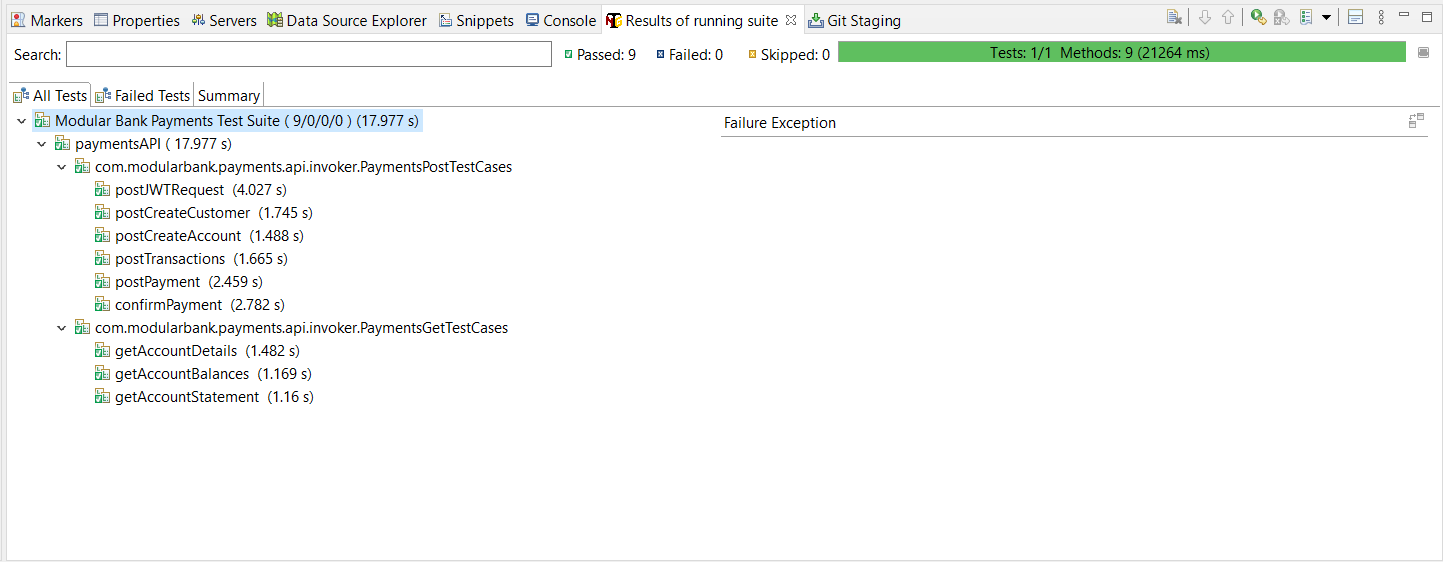 Markers Properties Servers Data Source Explorer Snippets Console Results of running suite Git Staging
Search: Passed: 9 Failed: 0 Skipped: 0 Tests: 1/1 Methods: 9 (21264 ms)
All Tests Failed Tests Summary
Modular Bank Payments Test Suite ( 9/0/0/0 ) (17.977 s)
Failure Exception
paymentsAPI ( 17.977 s)
com.modularbank.payments.api.invoker.PaymentsPostTestCases
postJWTRequest (4.027 s)
postCreateCustomer (1.745 s)
postCreateAccount (1.488 s)
postTransactions (1.665 s)
postPayment (2.459 s)
confirmPayment (2.782 s)
com.modularbank.payments.api.invoker.PaymentsGetTestCases
getAccountDetails (1.482 s)
getAccountBalances (1.169 s)
getAccountStatement (1.16 s)